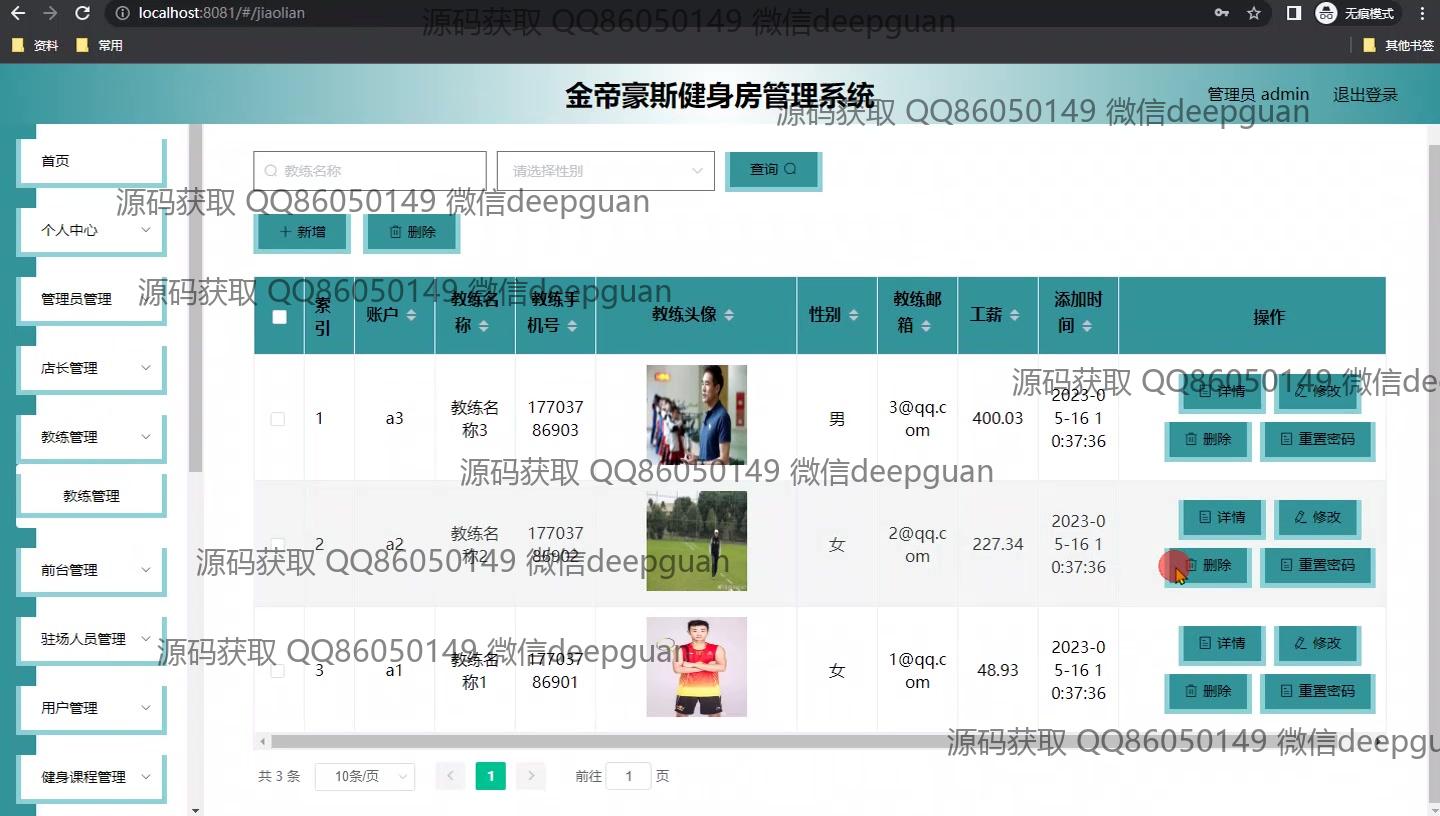 localhost:8081/#/jiaolian
无痕模式
资料
常用
其他书签
源码获取 QQ86050149 微信deepguan
金帝豪斯健身房管理系统
管理员 admin
退出登录
源码获取 QQ86050149 微信deepguan
首页
教练名称
请选择性别
查询
源码获取 QQ86050149 微信deepguan
个人中心
新增
删除
管理员管理
源码获取 QQ86050149 微信deepguan
索引
账户
教练名称
教练手机号
教练头像
性别
教练邮箱
工薪
添加时间
操作
店长管理
源码获取 QQ86050149 微信deep
1
a3
教练名称3
17703786903
男
3@qq.com
400.03
2023-05-16 10:37:36
详情
修改
删除
重置密码
教练管理
源码获取 QQ86050149 微信deepguan
教练管理
2
a2
教练名称2
17703786902
女
2@qq.com
227.34
2023-05-16 10:37:36
详情
修改
删除
重置密码
前台管理
源码获取 QQ86050149 微信deepguan
驻场人员管理
源码获取 QQ86050149 微信deepguan
3
a1
教练名称1
17703786901
女
1@qq.com
48.93
2023-05-16 10:37:36
详情
修改
删除
重置密码
用户管理
源码获取 QQ86050149 微信deepgu
健身课程管理
共 3 条
10条/页
1
前往
1
页